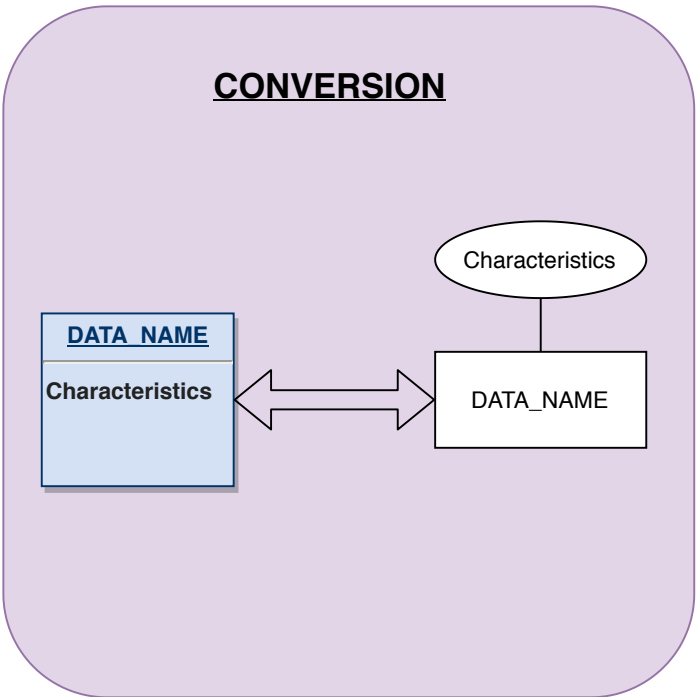 CONVERSION
Characteristics
DATA_NAME
Characteristics
DATA_NAME